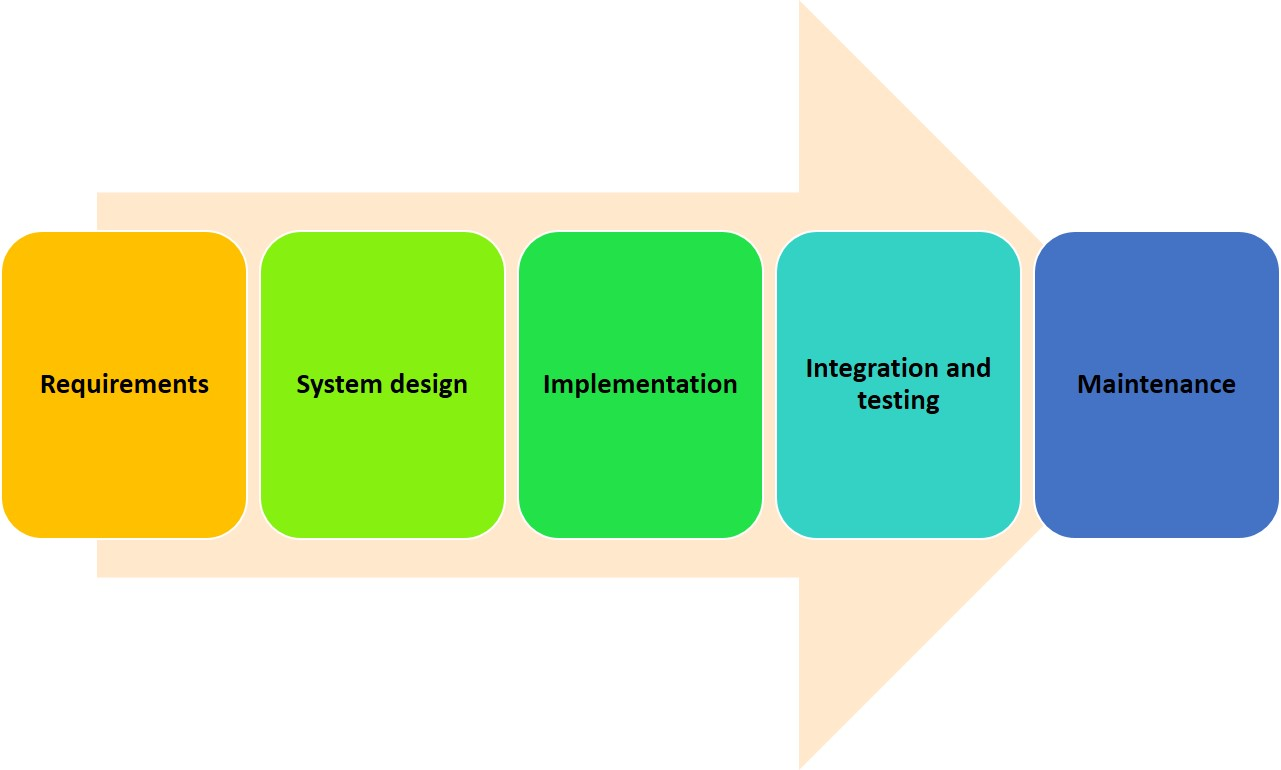 Requirements
System design
Implementation
Integration and
testing
Maintenance